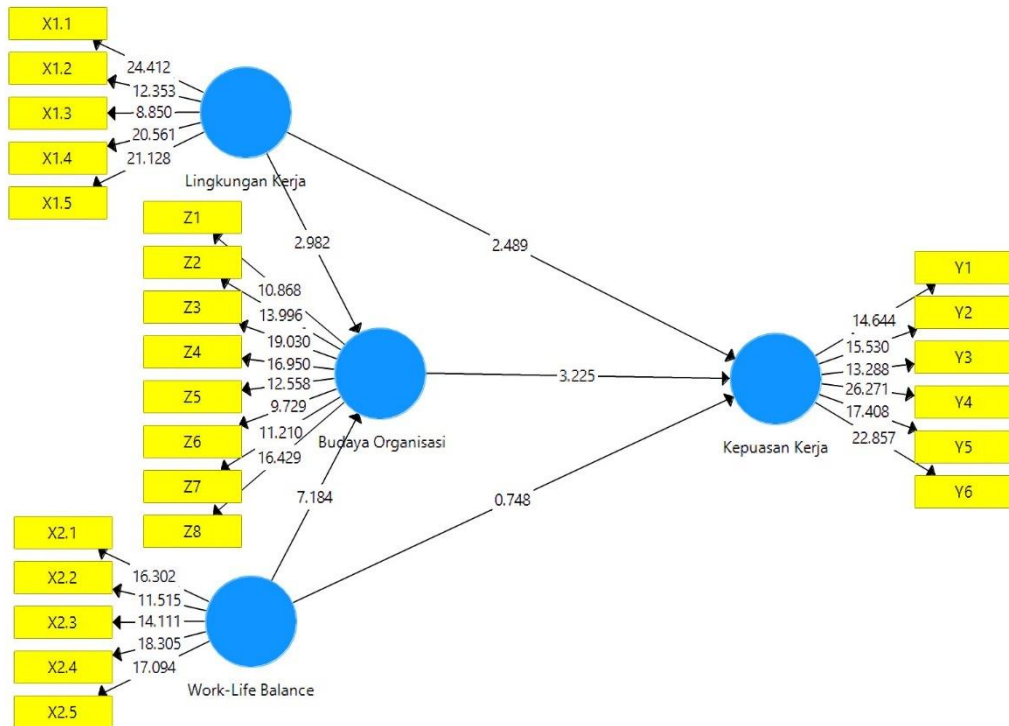 X1.1
X1.2
X1.3
X1.4
X1.5
24.412
12.353
8.850
20.561
21.128
Lingkungan Kerja
2.982
2.489
Z1
Z2
Z3
Z4
Z5
Z6
Z7
Z8
10.868
13.996
19.030
16.950
12.558
9.729
11.210
16.429
Budaya Organisasi
3.225
7.184
0.748
Y1
Y2
Y3
Y4
Y5
Y6
14.644
15.530
13.288
26.271
17.408
22.857
Kepuasan Kerja
X2.1
X2.2
X2.3
X2.4
X2.5
16.302
11.515
14.111
18.305
17.094
Work-Life Balance